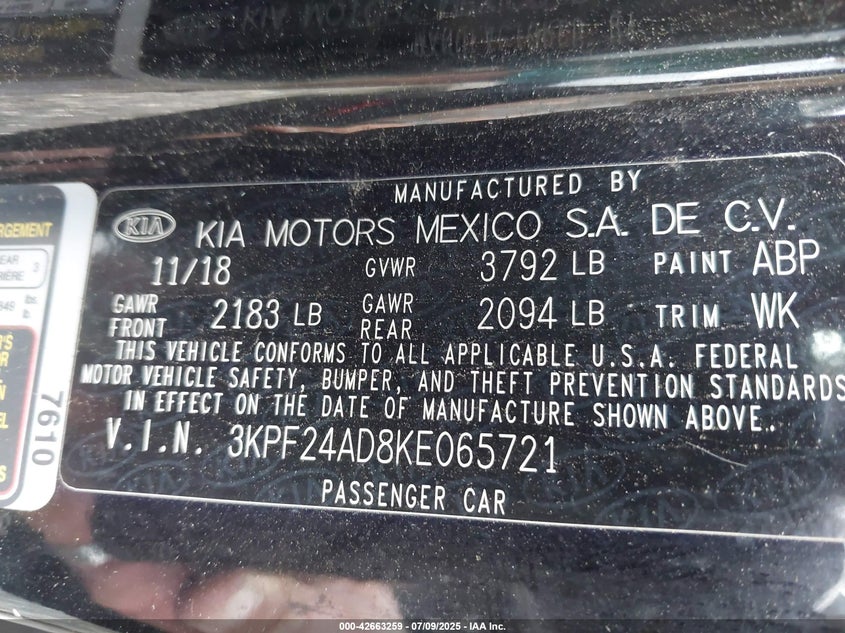 MANUFACTURED BY
KIA KIA MOTORS MEXICO S.A. DE C.V.
11/18 GVWR 3792 LB PAINT ABP
GAWR FRONT 2183 LB GAWR REAR 2094 LB TRIM WK
THIS VEHICLE CONFORMS TO ALL APPLICABLE U.S.A. FEDERAL
MOTOR VEHICLE SAFETY, BUMPER, AND THEFT PREVENTION STANDARDS
IN EFFECT ON THE DATE OF MANUFACTURE SHOWN ABOVE..
V.I.N. 3KPF24AD8KE065721
PASSENGER CAR
7610
000-42663259 - 07/09/2025 - IAA Inc.